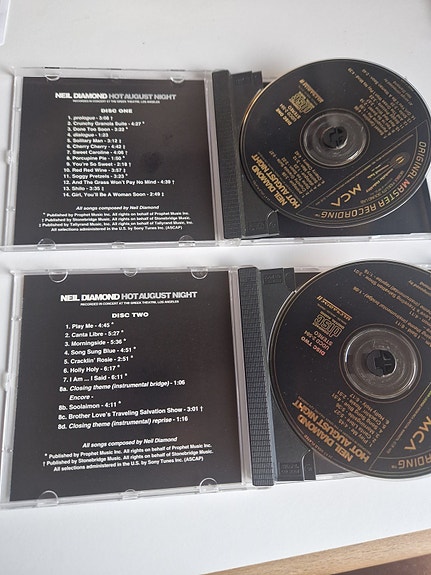 NEIL DIAMOND HOT AUGUST NIGHT
RECORDED IN CONCERT AT THE GREEK THEATRE, LOS ANGELES
DISC ONE
1. prologue - 3:08 ‡
2. Crunchy Granola Suite - 4:27 *
3. Done Too Soon - 3:22 *
4. dialogue - 1:23
5. Solitary Man - 3:12 ‡
6. Cherry Cherry - 4:42 ‡
7. Sweet Caroline - 4:06 †
8. Porcupine Pie - 1:50 *
9. You're So Sweet - 2:16 †
10. Red Red Wine - 3:57 ‡
11. Soggy Pretzels - 3:23 *
12. And The Grass Won't Pay No Mind - 4:39 †
13. Shilo - 3:35 ‡
14. Girl, You'll Be A Woman Soon - 2:49 ‡
All songs composed by Neil Diamond
* Published by Prophet Music Inc. All rights on behalf of Prophet Music Inc.
† Published by Stonebridge Music. All rights on behalf of Stonebridge Music.
‡ Published by Tallyrand Music, Inc. All rights on behalf of Tallyrand Music, Inc.
All selections administered in the U.S. by Sony Tunes Inc. (ASCAP)
ORIGINAL MASTER RECORDING™
MCA
NEIL DIAMOND
HOT AUGUST NIGHT
NEIL DIAMOND HOT AUGUST NIGHT
RECORDED IN CONCERT AT THE GREEK THEATRE, LOS ANGELES
DISC TWO
1. Play Me - 4:45 *
2. Canta Libre - 5:27 *
3. Morningside - 5:36 *
4. Song Sung Blue - 4:51 *
5. Cracklin' Rosie - 2:51 *
6. Holly Holy - 6:17 *
7. I Am ... I Said - 6:11 *
8a. Closing theme (instrumental bridge) - 1:06
Encore -
8b. Soolaimon - 4:11 *
8c. Brother Love's Traveling Salvation Show - 3:01 †
8d. Closing theme (instrumental) reprise - 1:16
All songs composed by Neil Diamond
* Published by Prophet Music Inc. All rights on behalf of Prophet Music Inc.
† Published by Stonebridge Music. All rights on behalf of Stonebridge Music.
All selections administered in the U.S. by Sony Tunes Inc. (ASCAP)
DISC TWO
STEREO
NEIL DIAMOND
HOT AUGUST NIGHT
MCA